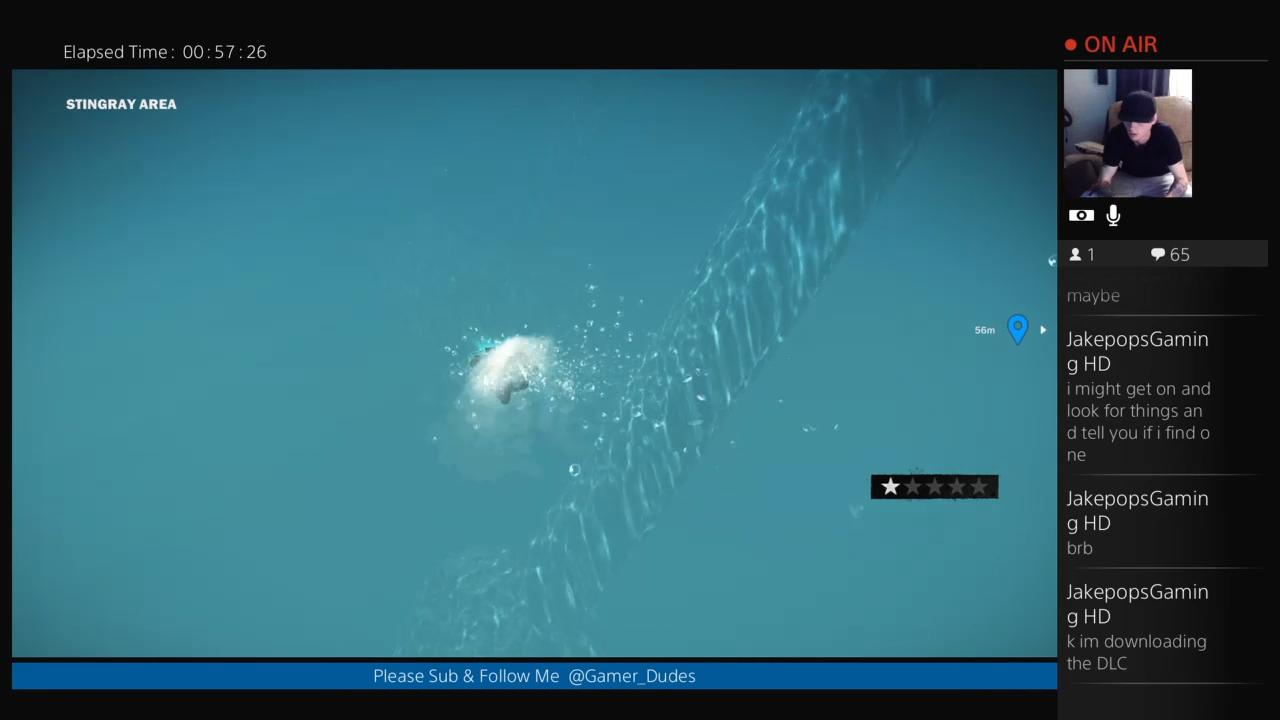 Elapsed Time: 00:57:26
ON AIR
STINGRAY AREA
1
65
maybe
56m
JakepopsGamin
g HD
i might get on and
look for things an
d tell you if i find o
ne
JakepopsGamin
g HD
brb
JakepopsGamin
g HD
k im downloading
the DLC
Please Sub & Follow Me @Gamer_Dudes